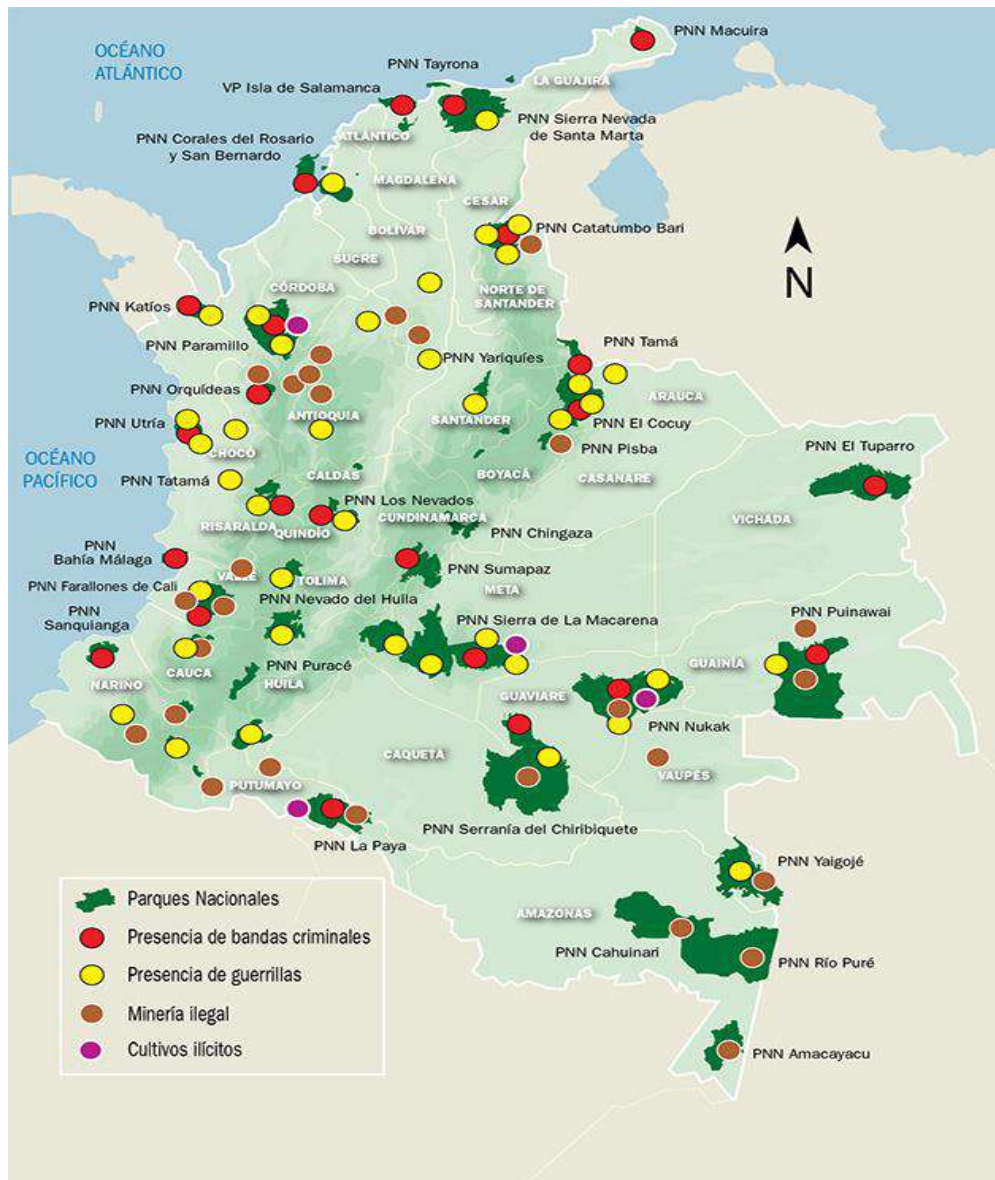 OCÉANO
ATLÁNTICO
PNN Macuira
PNN Tayrona
LA GUAJIRA
VP Isla de Salamanca
PNN Sierra Nevada
de Santa Marta
ATLÁNTICO
PNN Corales del Rosario
y San Bernardo
MAGDALENA
CESAR
PNN Catatumbo Bari
BOLÍVAR
SUCRE
N
CÓRDOBA
NORTE DE
SANTANDER
PNN Katíos
PNN Paramillo
PNN Tamá
PNN Yariquíes
PNN Orquídeas
ARAUCA
ANTIOQUIA
SANTANDER
PNN El Cocuy
PNN Utría
CHOCÓ
PNN Pisba
PNN El Tuparro
OCÉANO
PACÍFICO
CALDAS
BOYACÁ
CASANARE
PNN Tatamá
PNN Los Nevados
CUNDINAMARCA
VICHADA
RISARALDA
QUINDÍO
PNN Chingaza
PNN
Bahía Málaga
PNN Sumapaz
VALLE
TOLIMA
META
PNN Farallones de Cali
PNN Nevado del Huila
PNN
Sanquianga
PNN Sierra de La Macarena
PNN Puinawai
CAUCA
PNN Puracé
HUILA
GUAINÍA
NARIÑO
GUAVIARE
PNN Nukak
CAQUETÁ
VAUPÉS
PUTUMAYO
PNN La Paya
PNN Serranía del Chiribiquete
PNN Yaigojé
AMAZONAS
PNN Cahuinari
PNN Río Puré
PNN Amacayacu
Parques Nacionales
Presencia de bandas criminales
Presencia de guerrillas
Minería ilegal
Cultivos ilícitos